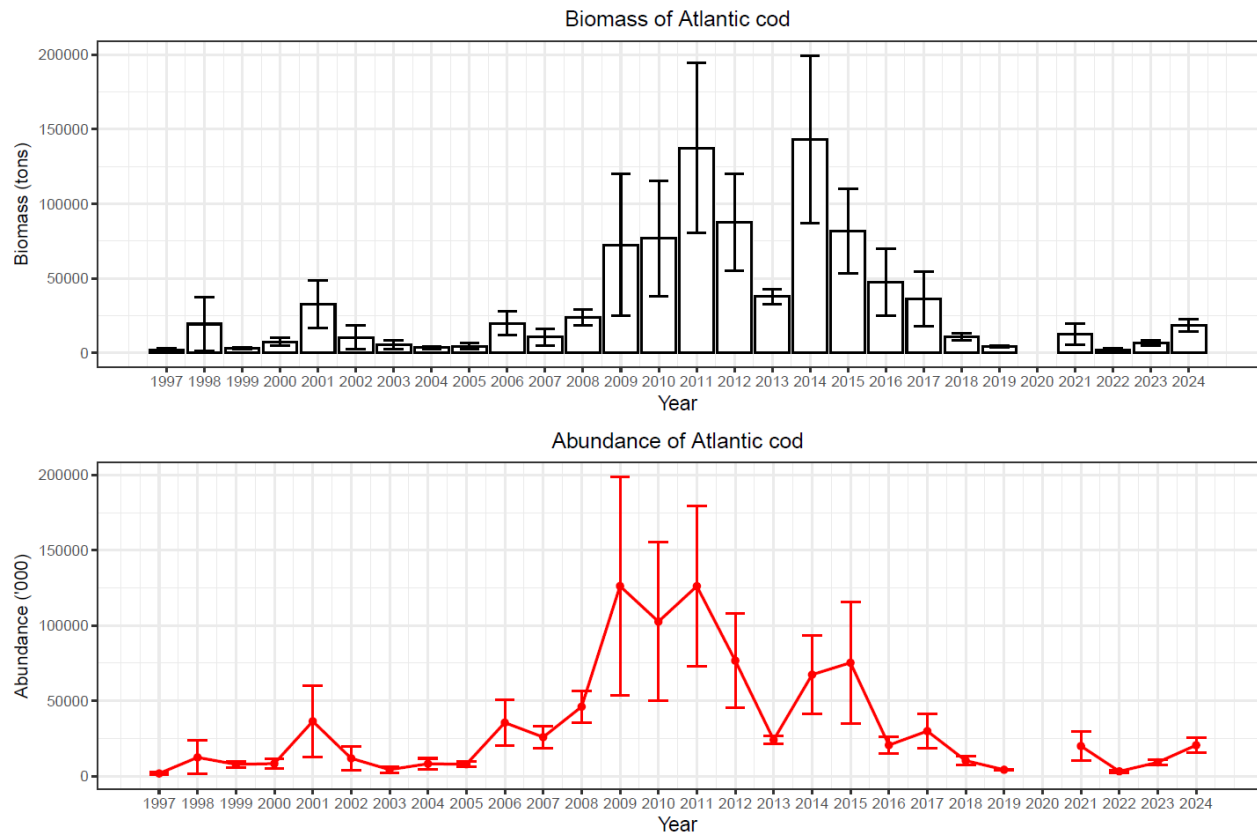 Biomass of Atlantic cod
200000
150000
100000
50000
0
Biomass (tons)
1997 1998 1999 2000 2001 2002 2003 2004 2005 2006 2007 2008 2009 2010 2011 2012 2013 2014 2015 2016 2017 2018 2019 2020 2021 2022 2023 2024
Year
Abundance of Atlantic cod
200000
150000
100000
50000
0
Abundance ('000)
1997 1998 1999 2000 2001 2002 2003 2004 2005 2006 2007 2008 2009 2010 2011 2012 2013 2014 2015 2016 2017 2018 2019 2020 2021 2022 2023 2024
Year